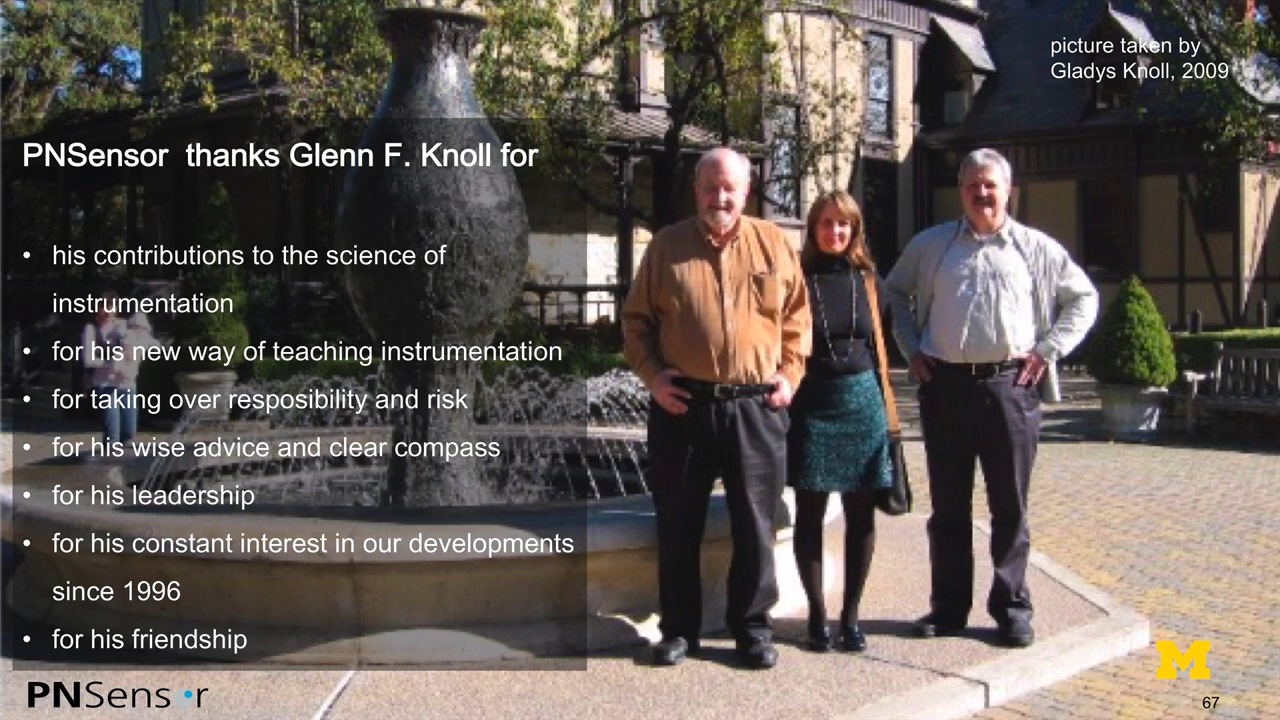 picture taken by
Gladys Knoll, 2009
PNSensor  thanks Glenn F. Knoll for
• his contributions to the science of
instrumentation
• for his new way of teaching instrumentation
• for taking over resposibility and risk
• for his wise advice and clear compass
• for his leadership
• for his constant interest in our developments
since 1996
• for his friendship
M
PNSensor
67